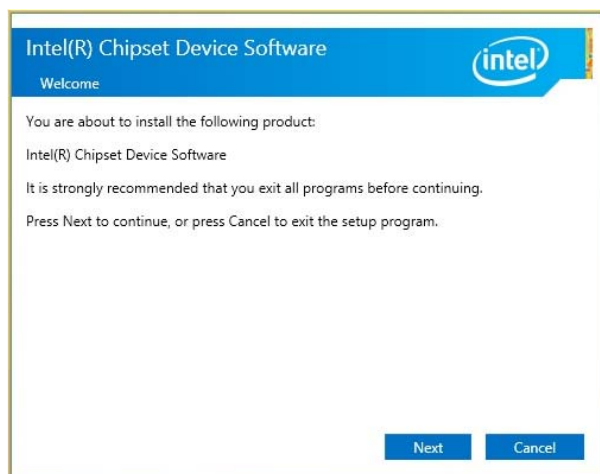 Intel(R) Chipset Device Software
intel
Welcome
You are about to install the following product:
Intel(R) Chipset Device Software
It is strongly recommended that you exit all programs before continuing.
Press Next to continue, or press Cancel to exit the setup program.
Next
Cancel